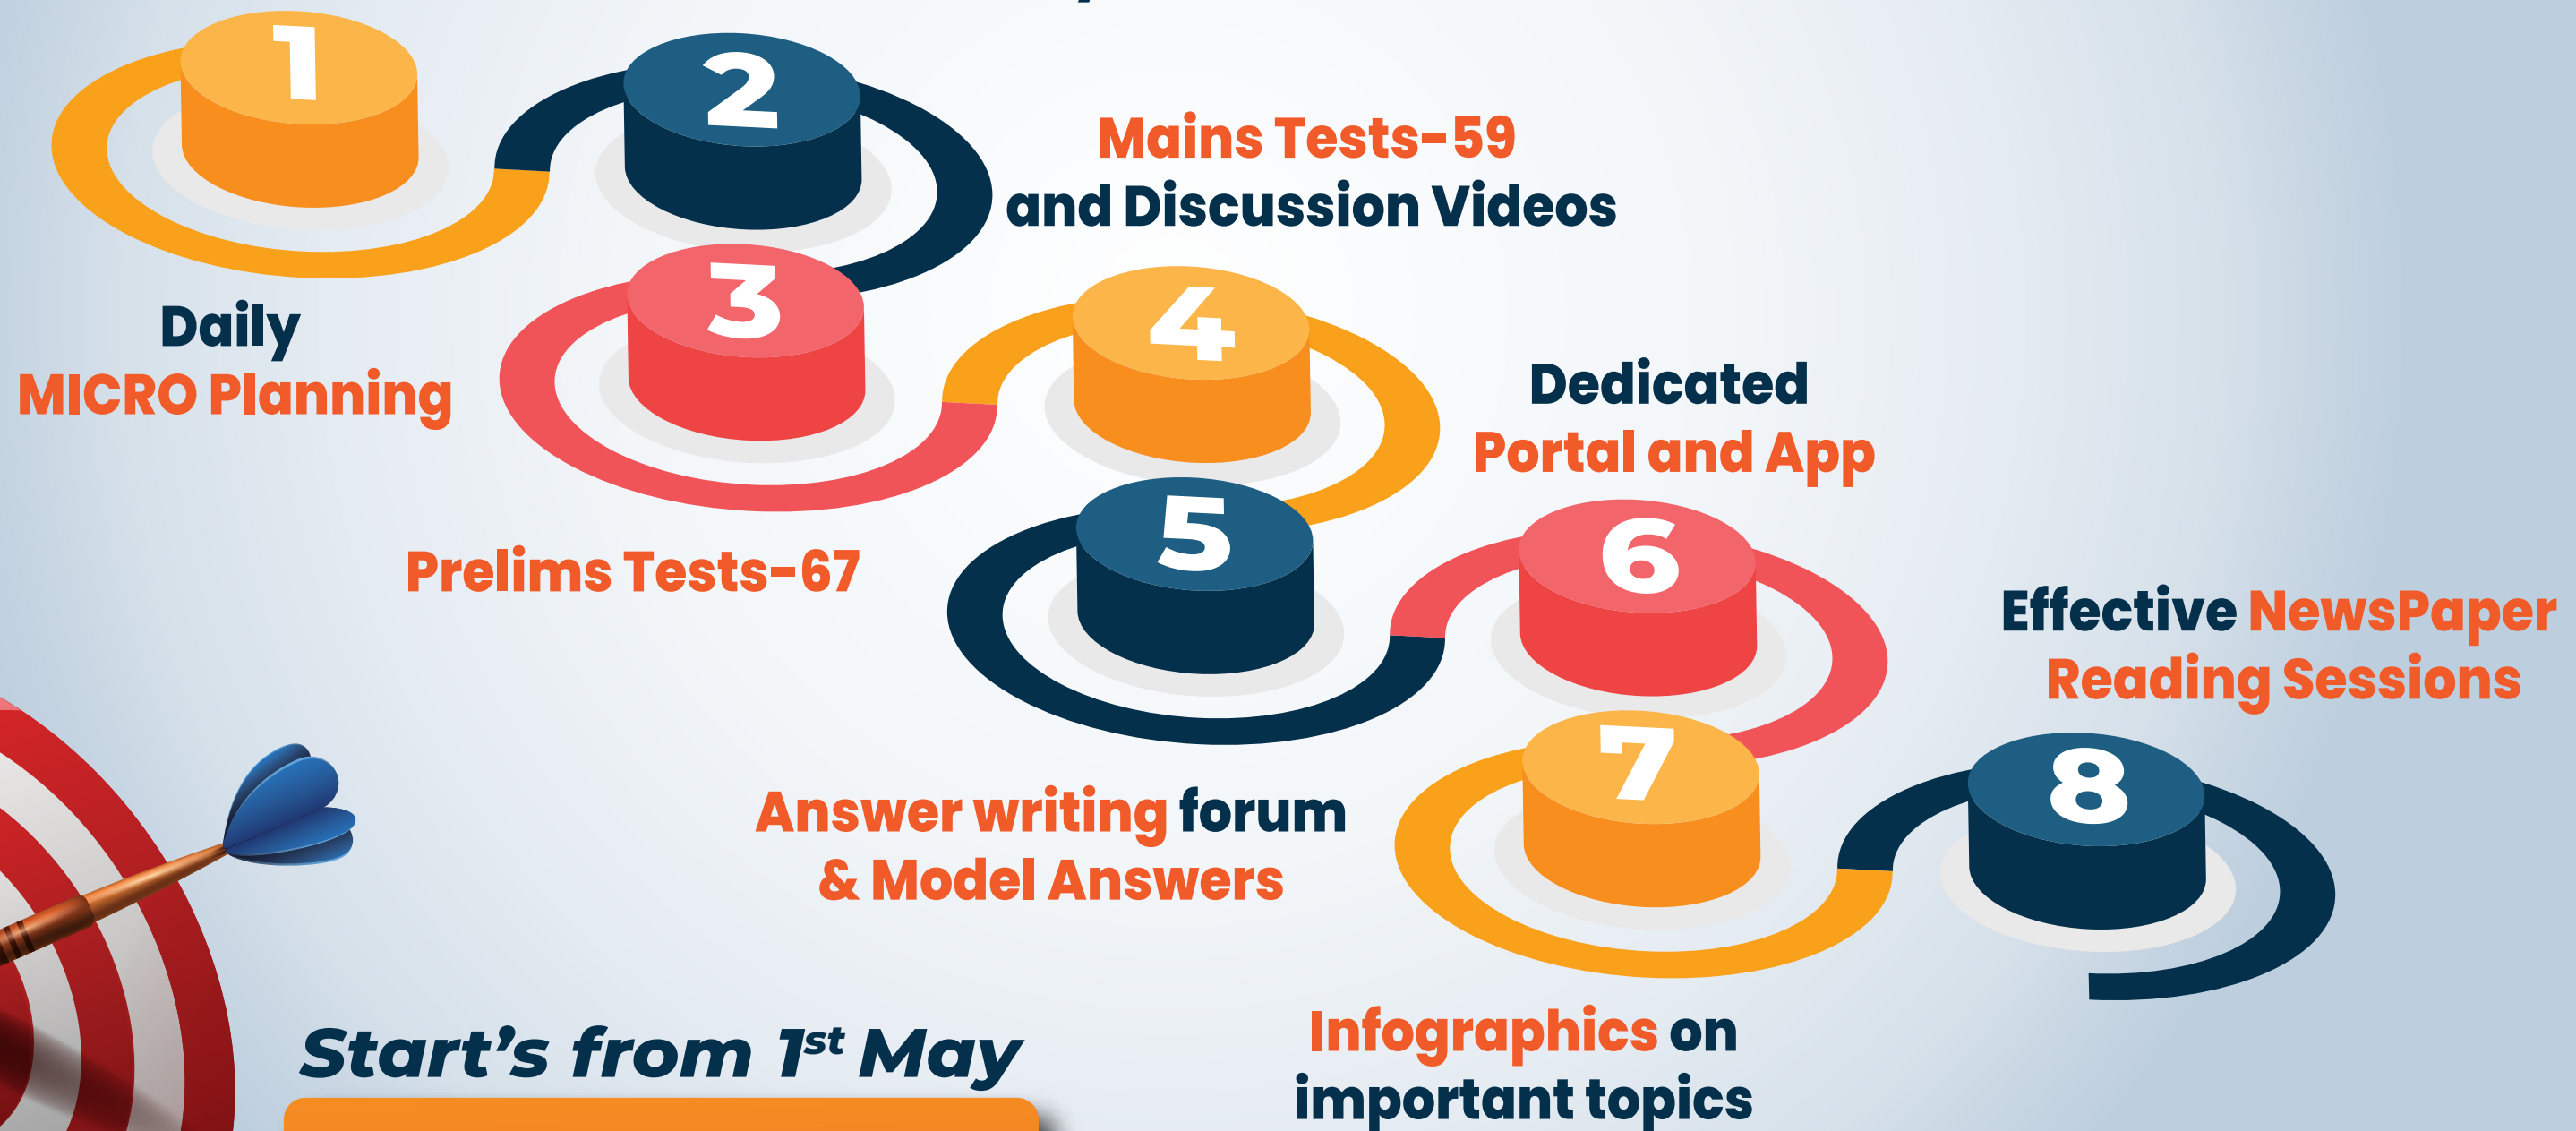 1
2
Mains Tests-59
and Discussion Videos
3
Daily
MICRO Planning
4
Dedicated
Portal and App
Prelims Tests-67
5
6
Effective NewsPaper
Reading Sessions
Answer writing forum
& Model Answers
7
8
Start's from 1st May
Infographics on
important topics